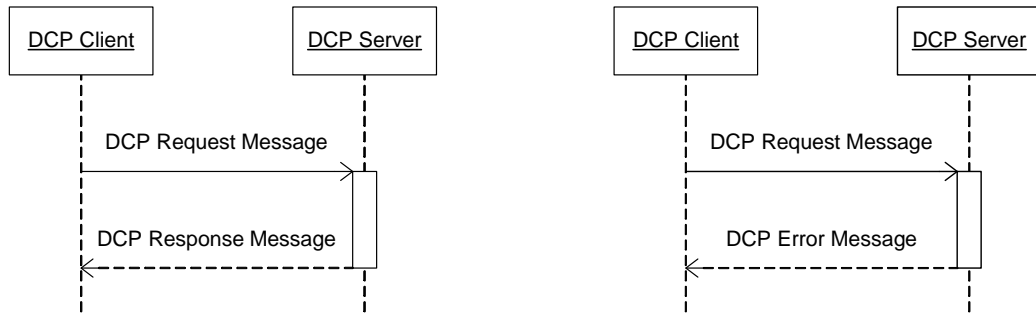 DCP Client
DCP Server
DCP Request Message
DCP Response Message
DCP Client
DCP Server
DCP Request Message
DCP Error Message